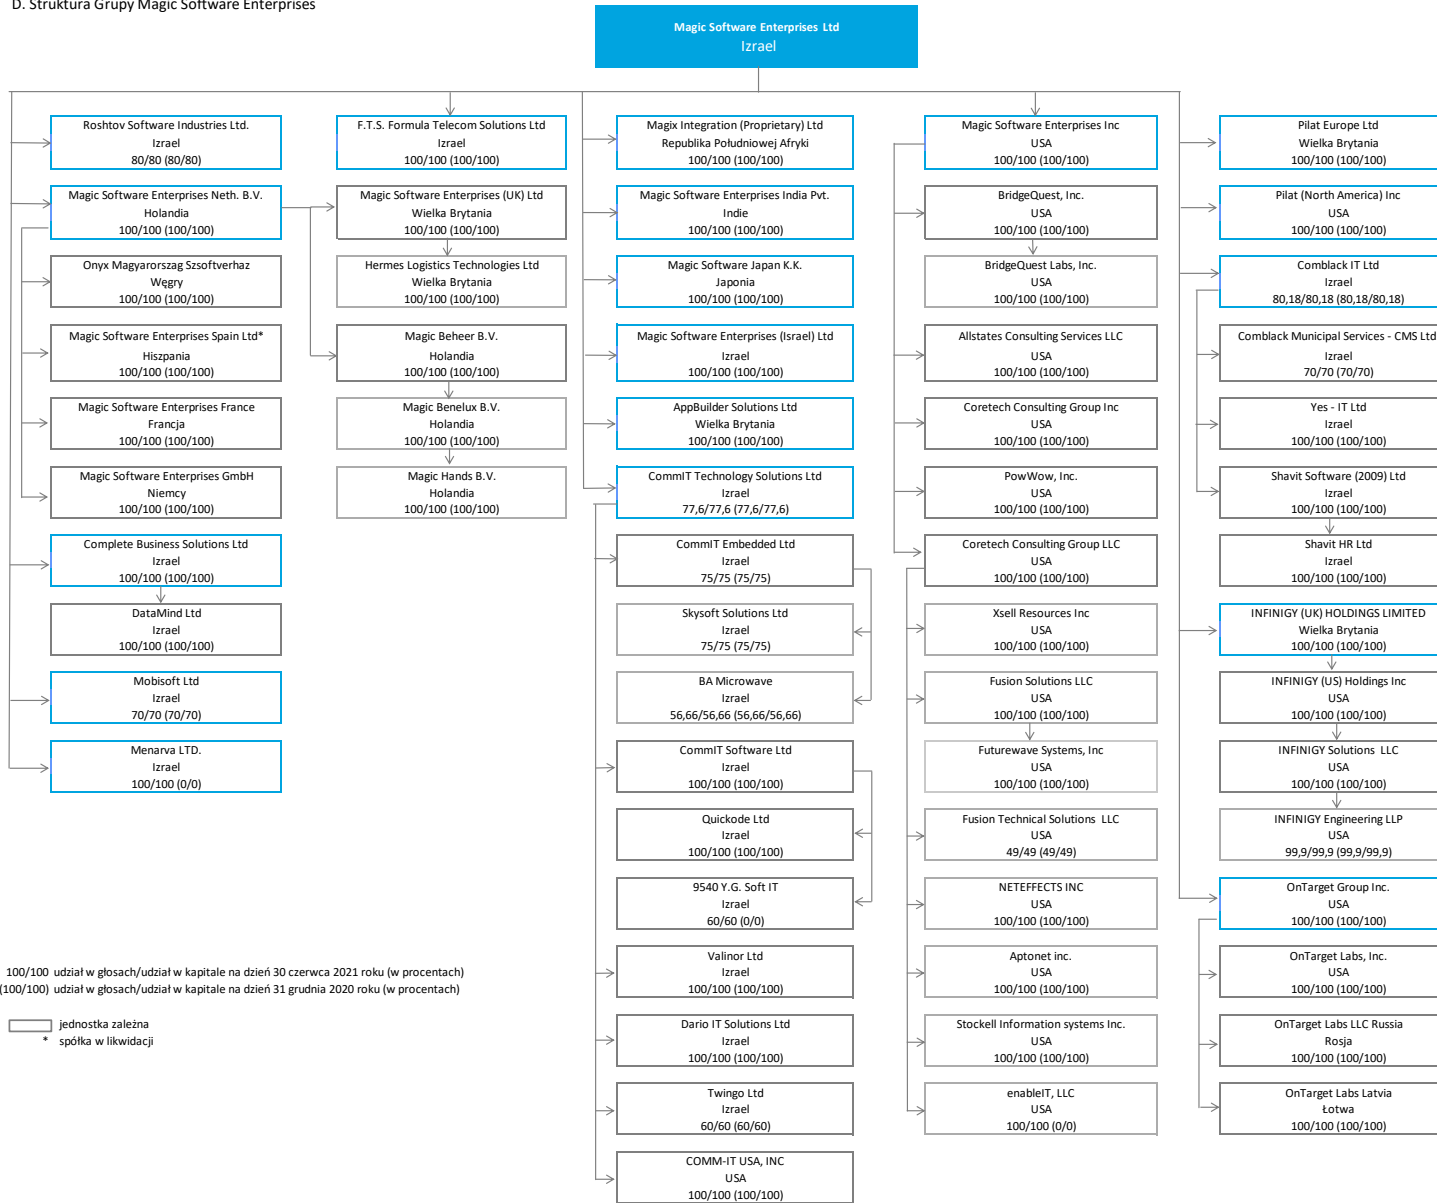 D. Struktura Grupy Magic Software Enterprises
Magic Software Enterprises Ltd
Izrael
Roshtov Software Industries Ltd.
Izrael
80/80 (80/80)
Magic Software Enterprises Neth. B.V.
Holandia
100/100 (100/100)
Onyx Magyarorszag Szsoftverhaz
Węgry
100/100 (100/100)
Magic Software Enterprises Spain Ltd*
Hiszpania
100/100 (100/100)
Magic Software Enterprises France
Francja
100/100 (100/100)
Magic Software Enterprises GmbH
Niemcy
100/100 (100/100)
Complete Business Solutions Ltd
Izrael
100/100 (100/100)
DataMind Ltd
Izrael
100/100 (100/100)
Mobisoft Ltd
Izrael
70/70 (70/70)
Menarva LTD.
Izrael
100/100 (0/0)
F.T.S. Formula Telecom Solutions Ltd
Izrael
100/100 (100/100)
Magic Software Enterprises (UK) Ltd
Wielka Brytania
100/100 (100/100)
Hermes Logistics Technologies Ltd
Wielka Brytania
100/100 (100/100)
Magic Beheer B.V.
Holandia
100/100 (100/100)
Magic Benelux B.V.
Holandia
100/100 (100/100)
Magic Hands B.V.
Holandia
100/100 (100/100)
Magix Integration (Proprietary) Ltd
Republika Południowej Afryki
100/100 (100/100)
Magic Software Enterprises India Pvt.
Indie
100/100 (100/100)
Magic Software Japan K.K.
Japonia
100/100 (100/100)
Magic Software Enterprises (Israel) Ltd
Izrael
100/100 (100/100)
AppBuilder Solutions Ltd
Wielka Brytania
100/100 (100/100)
CommIT Technology Solutions Ltd
Izrael
77,6/77,6 (77,6/77,6)
CommIT Embedded Ltd
Izrael
75/75 (75/75)
Skysoft Solutions Ltd
Izrael
75/75 (75/75)
BA Microwave
Izrael
56,66/56,66 (56,66/56,66)
CommIT Software Ltd
Izrael
100/100 (100/100)
Quickode Ltd
Izrael
100/100 (100/100)
9540 Y.G. Soft IT
Izrael
60/60 (0/0)
Valinor Ltd
Izrael
100/100 (100/100)
Dario IT Solutions Ltd
Izrael
100/100 (100/100)
Twingo Ltd
Izrael
60/60 (60/60)
COMM-IT USA, INC
USA
100/100 (100/100)
Magic Software Enterprises Inc
USA
100/100 (100/100)
BridgeQuest, Inc.
USA
100/100 (100/100)
BridgeQuest Labs, Inc.
USA
100/100 (100/100)
Allstates Consulting Services LLC
USA
100/100 (100/100)
Coretech Consulting Group Inc
USA
100/100 (100/100)
PowWow, Inc.
USA
100/100 (100/100)
Coretech Consulting Group LLC
USA
100/100 (100/100)
Xsell Resources Inc
USA
100/100 (100/100)
Fusion Solutions LLC
USA
100/100 (100/100)
Futurewave Systems, Inc
USA
100/100 (100/100)
Fusion Technical Solutions LLC
USA
49/49 (49/49)
NETEFFECTS INC
USA
100/100 (100/100)
Aptonet inc.
USA
100/100 (100/100)
Stockell Information systems Inc.
USA
100/100 (100/100)
enableIT, LLC
USA
100/100 (0/0)
Pilat Europe Ltd
Wielka Brytania
100/100 (100/100)
Pilat (North America) Inc
USA
100/100 (100/100)
Comblack IT Ltd
Izrael
80,18/80,18 (80,18/80,18)
Comblack Municipal Services - CMS Ltd
Izrael
70/70 (70/70)
Yes - IT Ltd
Izrael
100/100 (100/100)
Shavit Software (2009) Ltd
Izrael
100/100 (100/100)
Shavit HR Ltd
Izrael
100/100 (100/100)
INFINIGY (UK) HOLDINGS LIMITED
Wielka Brytania
100/100 (100/100)
INFINIGY (US) Holdings Inc
USA
100/100 (100/100)
INFINIGY Solutions LLC
USA
100/100 (100/100)
INFINIGY Engineering LLP
USA
99,9/99,9 (99,9/99,9)
OnTarget Group Inc.
USA
100/100 (100/100)
OnTarget Labs, Inc.
USA
100/100 (100/100)
OnTarget Labs LLC Russia
Rosja
100/100 (100/100)
OnTarget Labs Latvia
Łotwa
100/100 (100/100)
100/100 udział w głosach/udział w kapitale na dzień 30 czerwca 2021 roku (w procentach)
(100/100) udział w głosach/udział w kapitale na dzień 31 grudnia 2020 roku (w procentach)
jednostka zależna
* spółka w likwidacji